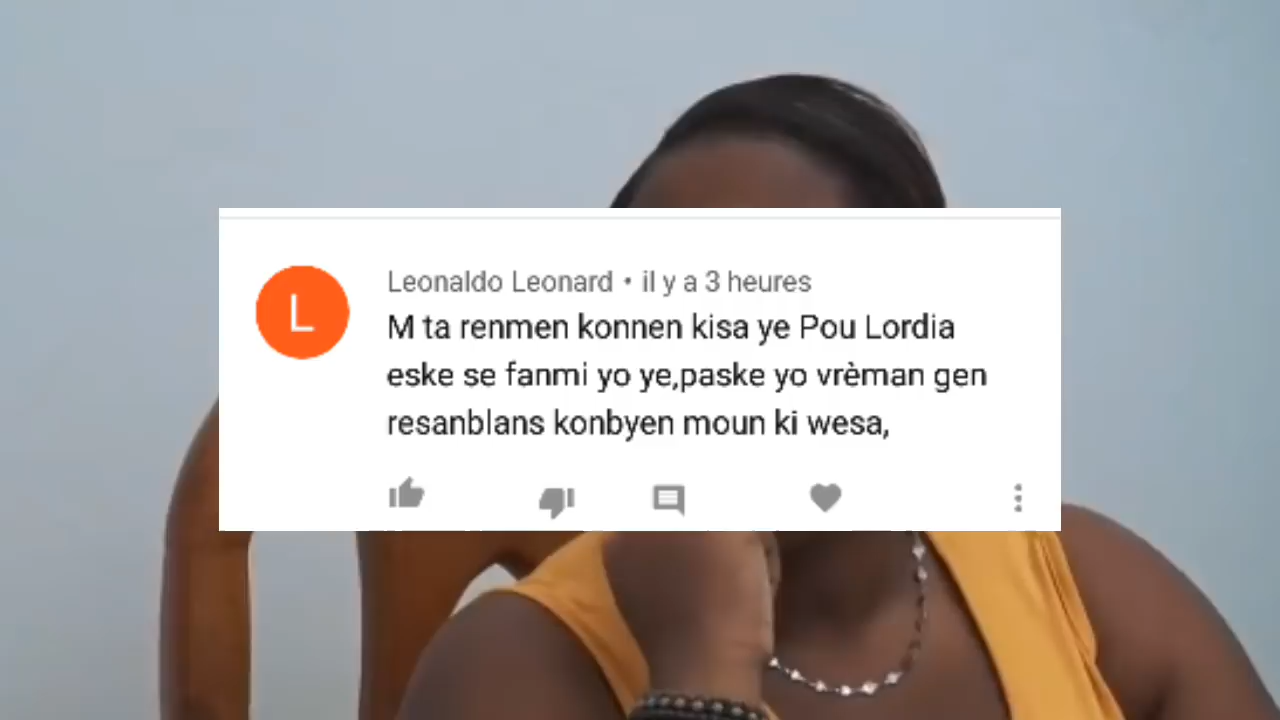 L
Leonaldo Leonard • il y a 3 heures
M ta renmen konnen kisa ye Pou Lordia
eske se fanmi yo ye,paske yo vrèman gen
resanblans konbyen moun ki wesa,